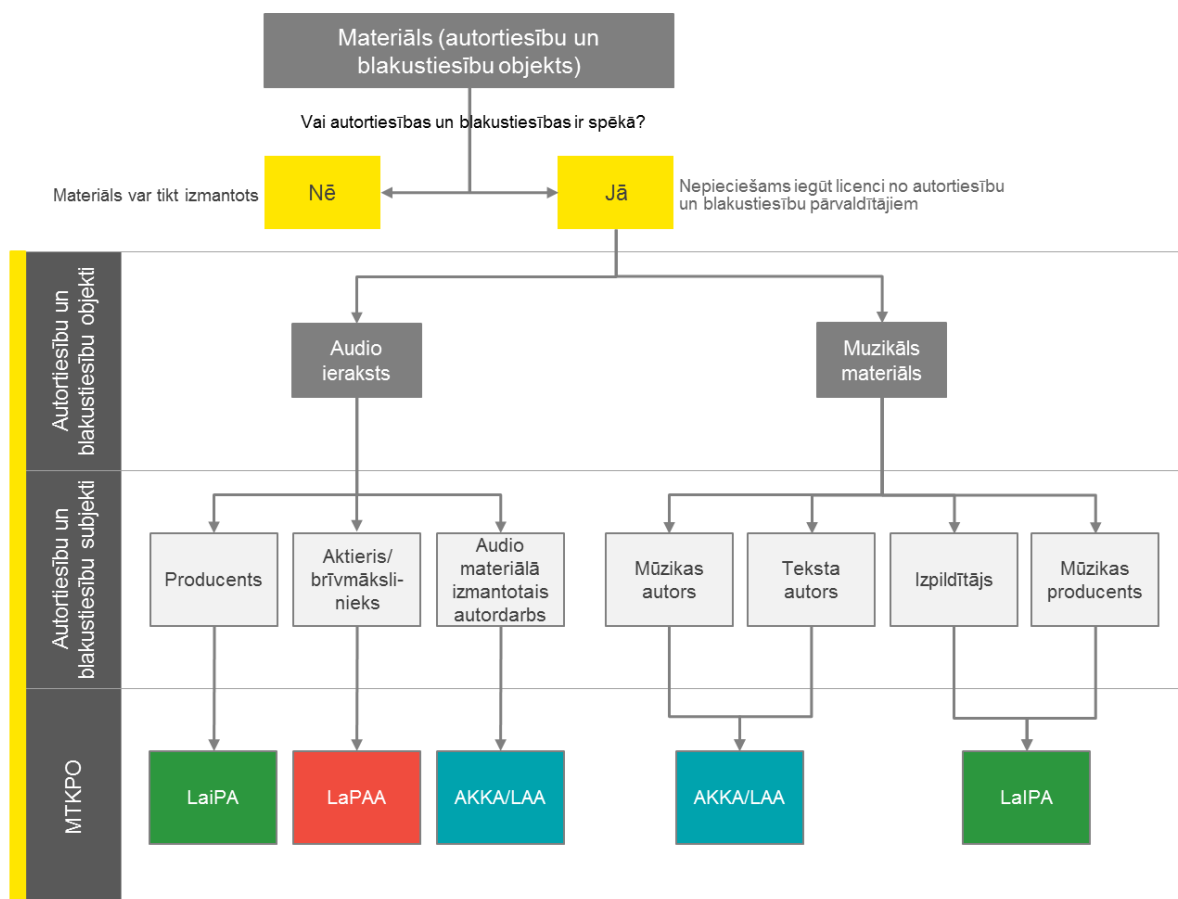 Materiāls (autortiesību un
blakustiesību objekts)
Vai autortiesības un blakustiesības ir spēkā?
Materiāls var tikt izmantots
Nē
Jā
Nepieciešams iegūt licenci no autortiesību
un blakustiesību pārvaldītājiem
Autortiesību un
blakustiesību objekti
Audio
ieraksts
Muzikāls
materiāls
Autortiesību un
blakustiesību subjekti
Producents
Aktieris/
brīvmāksli-
nieks
Audio
materiālā
izmantotais
autordarbs
Mūzikas
autors
Teksta
autors
Izpildītājs
Mūzikas
producents
MTKPO
LaiPA
LaPAA
AKKA/LAA
AKKA/LAA
LaIPA